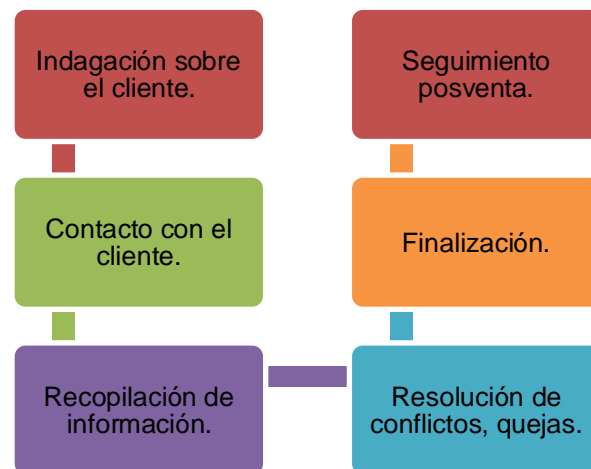 Indagación sobre
el cliente.
Contacto con el
cliente.
Recopilación de
información.
Resolución de
conflictos, quejas.
Finalización.
Seguimiento
posventa.